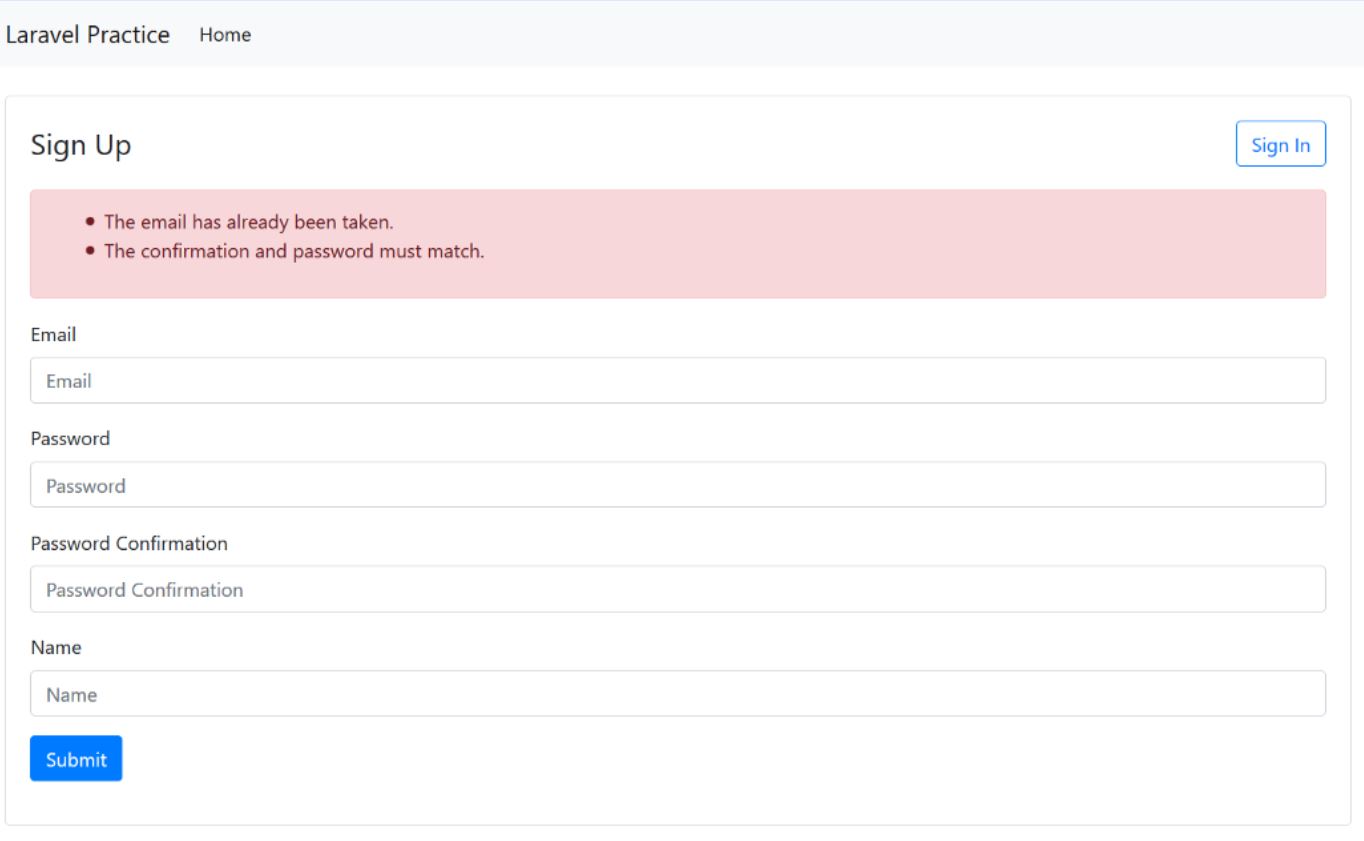 Laravel Practice Home
Sign Up Sign In
The email has already been taken.
The confirmation and password must match.
Email
Email
Password
Password
Password Confirmation
Password Confirmation
Name
Name
Submit